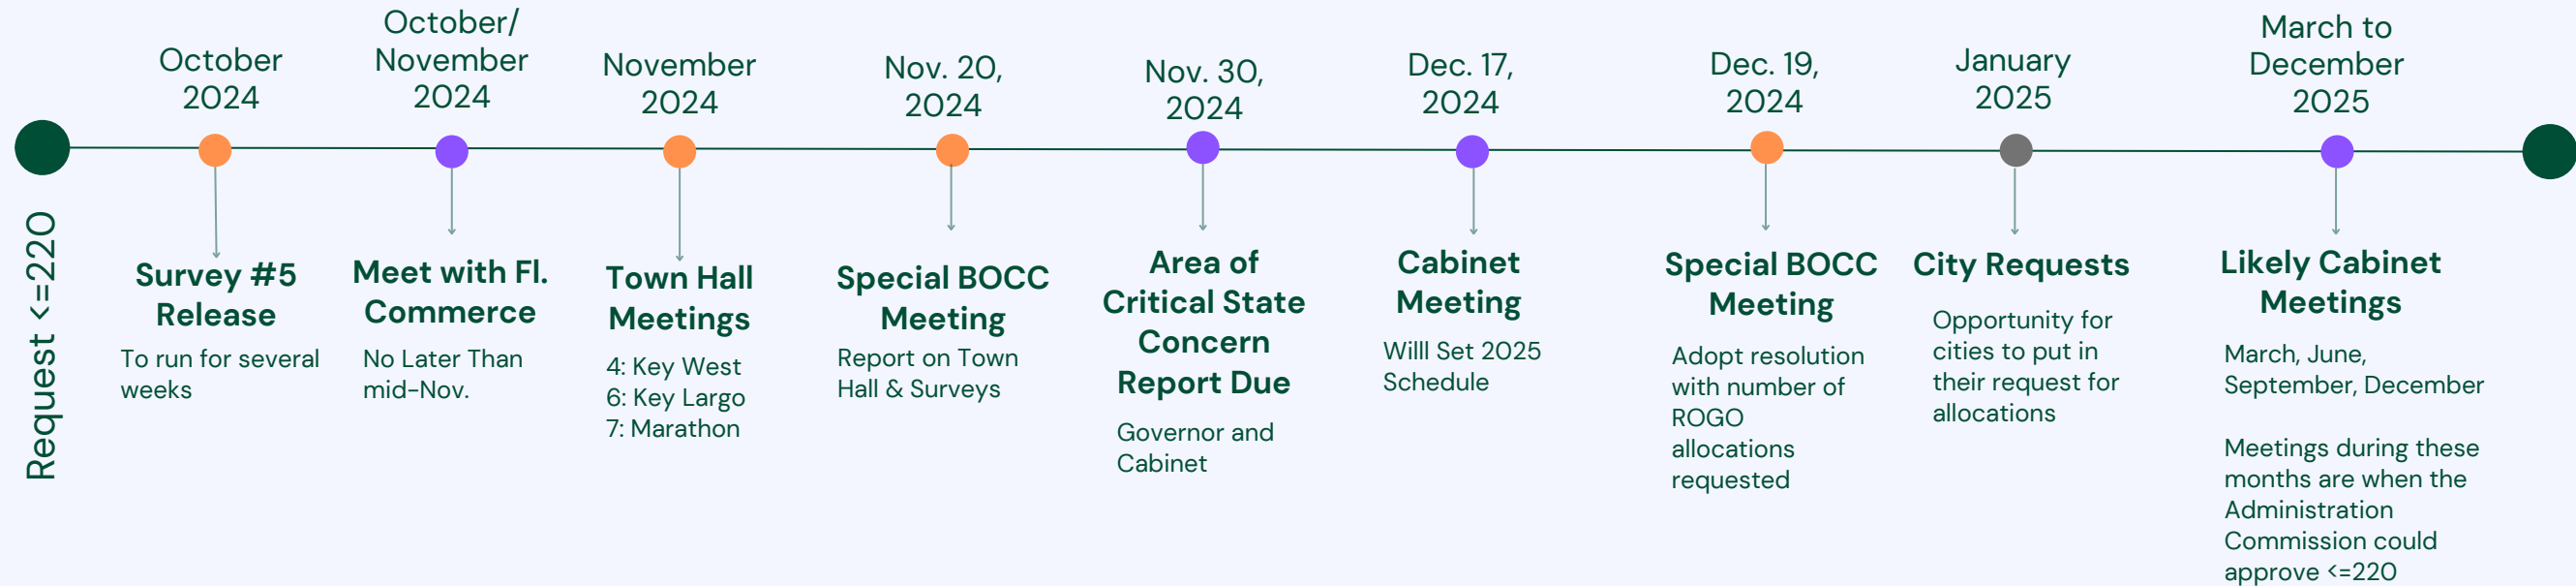 Request <=220
October
2024
Survey #5
Release
To run for several
weeks
October/
November
2024
Meet with Fl.
Commerce
No Later Than
mid-Nov.
November
2024
Town Hall
Meetings
4: Key West
6: Key Largo
7: Marathon
Nov. 20,
2024
Special BOCC
Meeting
Report on Town
Hall & Surveys
Nov. 30,
2024
Area of
Critical State
Concern
Report Due
Governor and
Cabinet
Dec. 17,
2024
Cabinet
Meeting
Willl Set 2025
Schedule
Dec. 19,
2024
Special BOCC
Meeting
Adopt resolution
with number of
ROGO
allocations
requested
January
2025
City Requests
Opportunity for
cities to put in
their request for
allocations
March to
December
2025
Likely Cabinet
Meetings
March, June,
September, December
Meetings during these
months are when the
Administration
Commission could
approve <=220